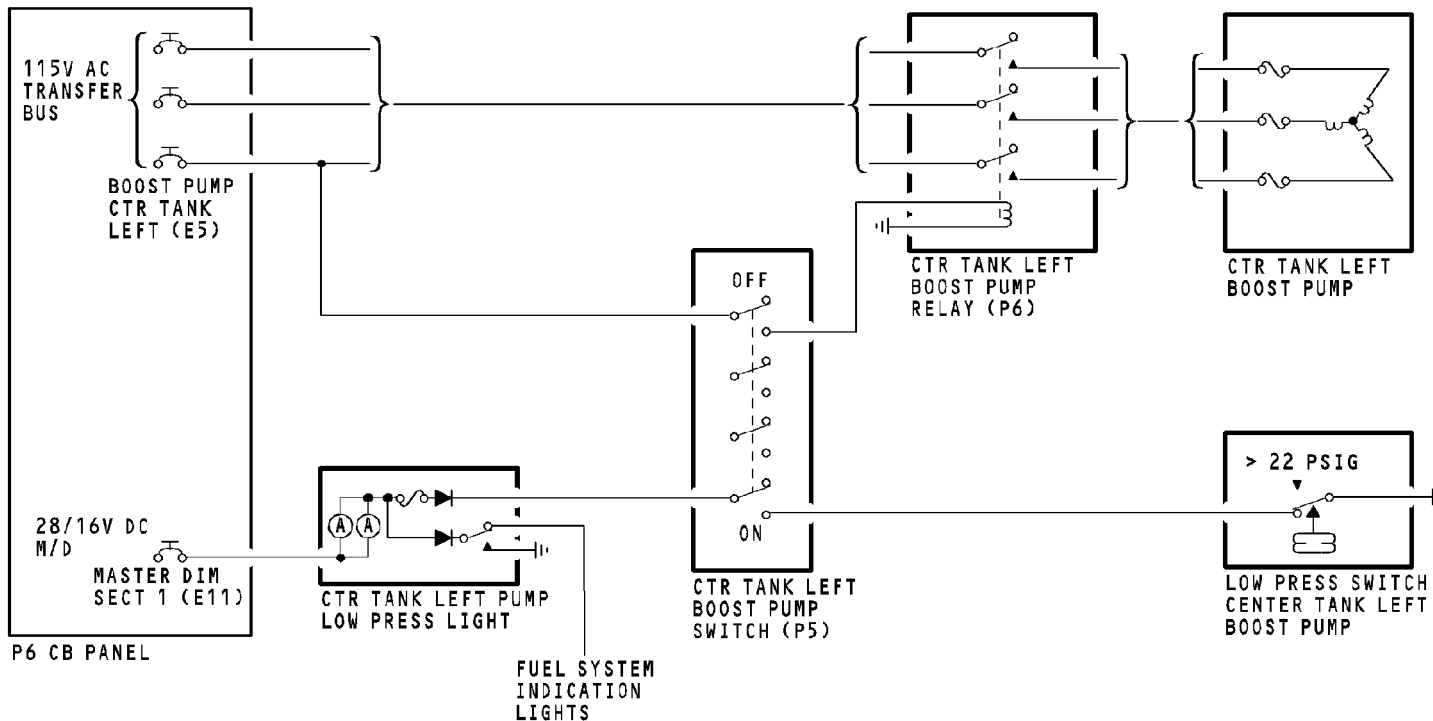 115V AC
TRANSFER
BUS
BOOST PUMP
CTR TANK
LEFT (E5)
28/16V DC
M/D
MASTER DIM
SECT 1 (E11)
P6 CB PANEL
A A
CTR TANK LEFT PUMP
LOW PRESS LIGHT
FUEL SYSTEM
INDICATION
LIGHTS
OFF
ON
CTR TANK LEFT
BOOST PUMP
SWITCH (P5)
CTR TANK LEFT
BOOST PUMP
RELAY (P6)
CTR TANK LEFT
BOOST PUMP
> 22 PSIG
LOW PRESS SWITCH
CENTER TANK LEFT
BOOST PUMP